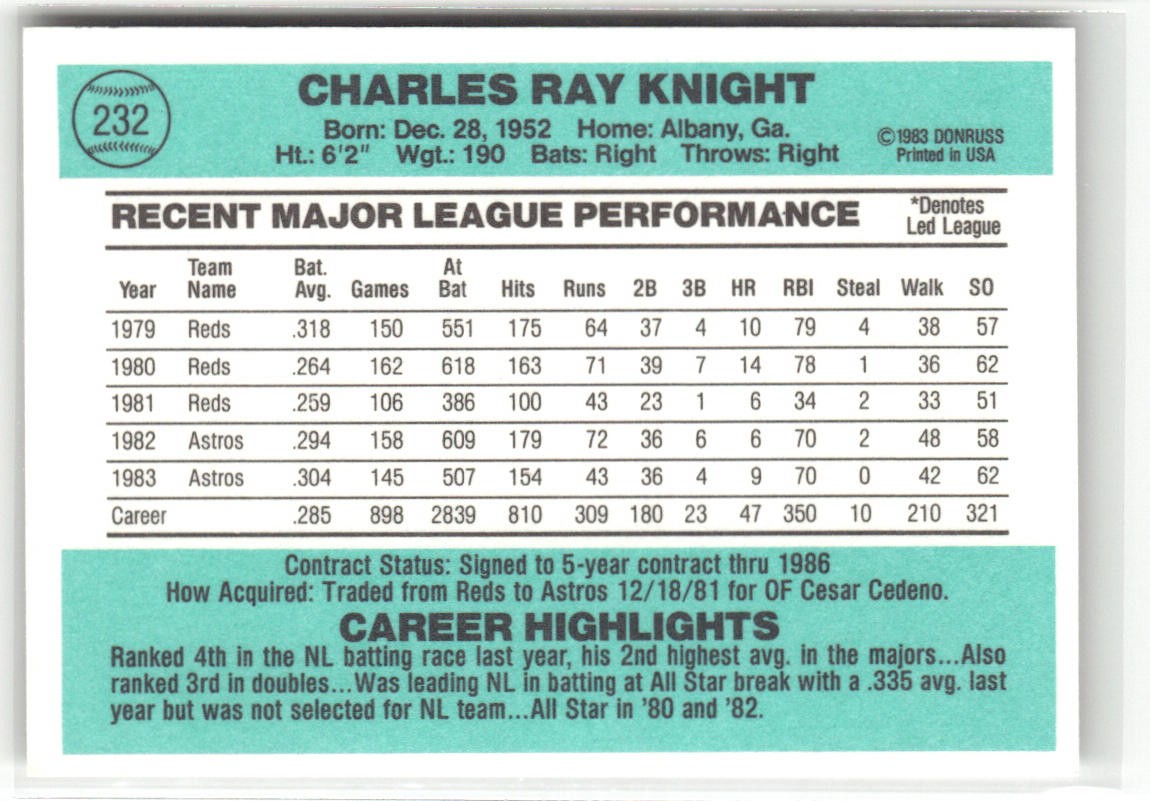 232
CHARLES RAY KNIGHT
Born: Dec. 28, 1952 Home: Albany, Ga.
Ht.: 6'2" Wgt.: 190 Bats: Right Throws: Right
©1983 DONRUSS
Printed in USA
RECENT MAJOR LEAGUE PERFORMANCE
*Denotes
Led League
Year Team Name Bat. Avg. Games At Bat Hits Runs 2B 3B HR RBI Steal Walk SO
1979 Reds .318 150 551 175 64 37 4 10 79 4 38 57
1980 Reds .264 162 618 163 71 39 7 14 78 1 36 62
1981 Reds .259 106 386 100 43 23 1 6 34 2 33 51
1982 Astros .294 158 609 179 72 36 6 6 70 2 48 58
1983 Astros .304 145 507 154 43 36 4 9 70 0 42 62
Career .285 898 2839 810 309 180 23 47 350 10 210 321
Contract Status: Signed to 5-year contract thru 1986
How Acquired: Traded from Reds to Astros 12/18/81 for OF Cesar Cedeno.
CAREER HIGHLIGHTS
Ranked 4th in the NL batting race last year, his 2nd highest avg. in the majors...Also
ranked 3rd in doubles...Was leading NL in batting at All Star break with a .335 avg. last
year but was not selected for NL team...All Star in '80 and '82.